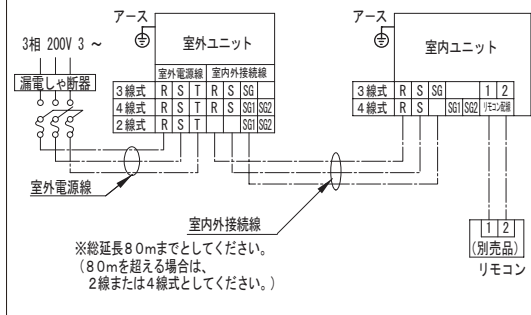 アース
3相 200V 3 ～
漏電しゃ断器
室外ユニット
室外電源線 室内外接続線
3線式 R S T R S SG
4線式 R S T R S SG1 SG2
2線式 R S T SG1 SG2
室外電源線
室内外接続線
※総延長80mまでとしてください。
（80mを超える場合は、
2線または4線式としてください。）
アース
室内ユニット
3線式 R S SG 1 2
4線式 R S SG1 SG2 リモコン配線
1 2
(別売品)
リモコン